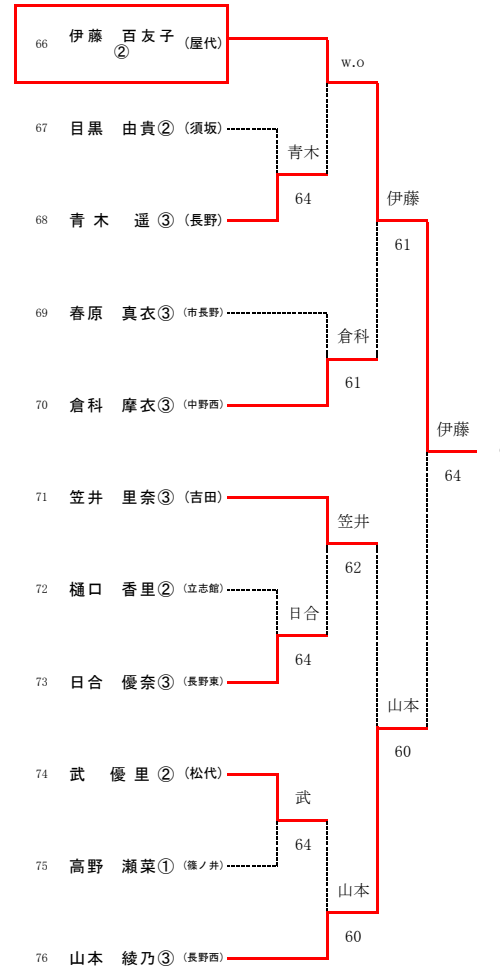 66 伊藤 百友子② (屋代)
w.o
67 目黒 由貴② (須坂)
青木
64
68 青木 遥③ (長野)
伊藤
61
69 春原 真衣③ (市長野)
倉科
61
70 倉科 摩衣③ (中野西)
伊藤
64
71 笠井 里奈③ (吉田)
笠井
62
72 樋口 香里② (立志館)
日合
64
73 日合 優奈③ (長野東)
山本
60
74 武 優里② (松代)
武
64
75 高野 瀬菜① (篠ノ井)
山本
60
76 山本 綾乃③ (長野西)